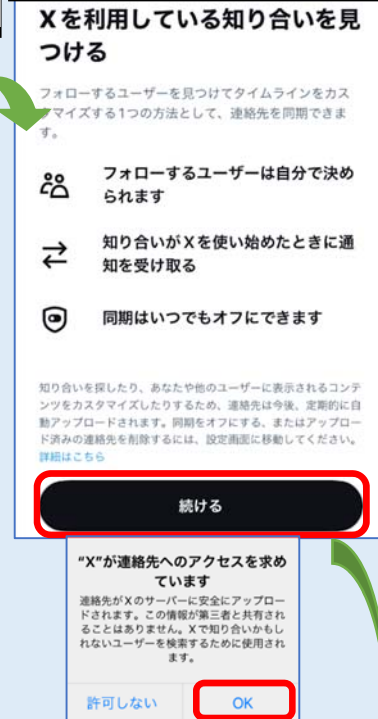 Xを利用している知り合いを見
つける
フォローするユーザーを見つけてタイムラインをカス
タマイズする1つの方法として、連絡先を同期できま
す。
フォローするユーザーは自分で決め
られます
知り合いがXを使い始めたときに通
知を受け取る
同期はいつでもオフにできます
知り合いを探したり、あなたや他のユーザーに表示されるコンテ
ンツをカスタマイズしたりするため、連絡先は今後、定期的に自
動アップロードされます。同期をオフにする、またはアップロー
ド済みの連絡先を削除するには、設定画面に移動してください。
詳細はこちら
続ける
“X”が連絡先へのアクセスを求め
ています
連絡先がXのサーバーに安全にアップロー
ドされます。この情報が第三者と共有され
ることはありません。Xで知り合いかもし
れないユーザーを検索するために使用され
ます。
許可しない
OK